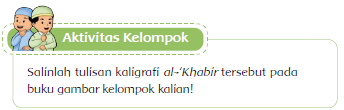 Aktivitas Kelompok
Salinlah tulisan kaligrafi al-‘Khabir tersebut pada
buku gambar kelompok kalian!